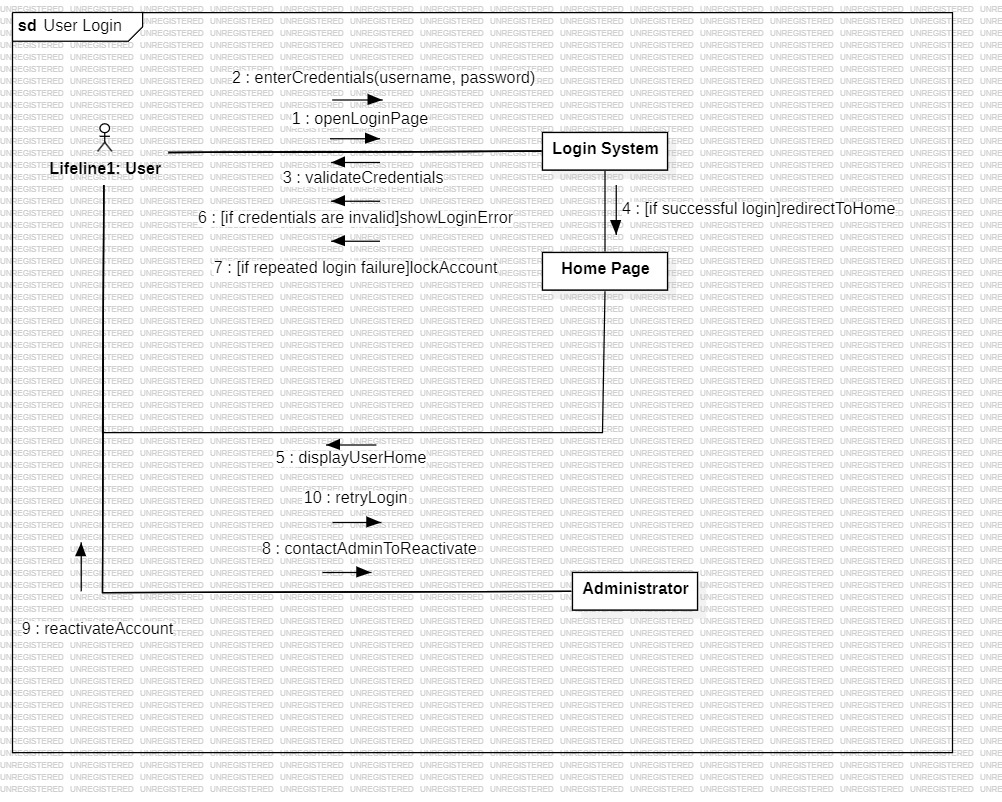 sd User Login
2 : enterCredentials(username, password)
1 : openLoginPage
Lifeline1: User
Login System
3 : validateCredentials
6 : [if credentials are invalid]showLoginError
4 : [if successful login]redirectToHome
7 : [if repeated login failure]lockAccount
Home Page
5 : displayUserHome
10 : retryLogin
8 : contactAdminToReactivate
Administrator
9 : reactivateAccount
UNREGISTERED